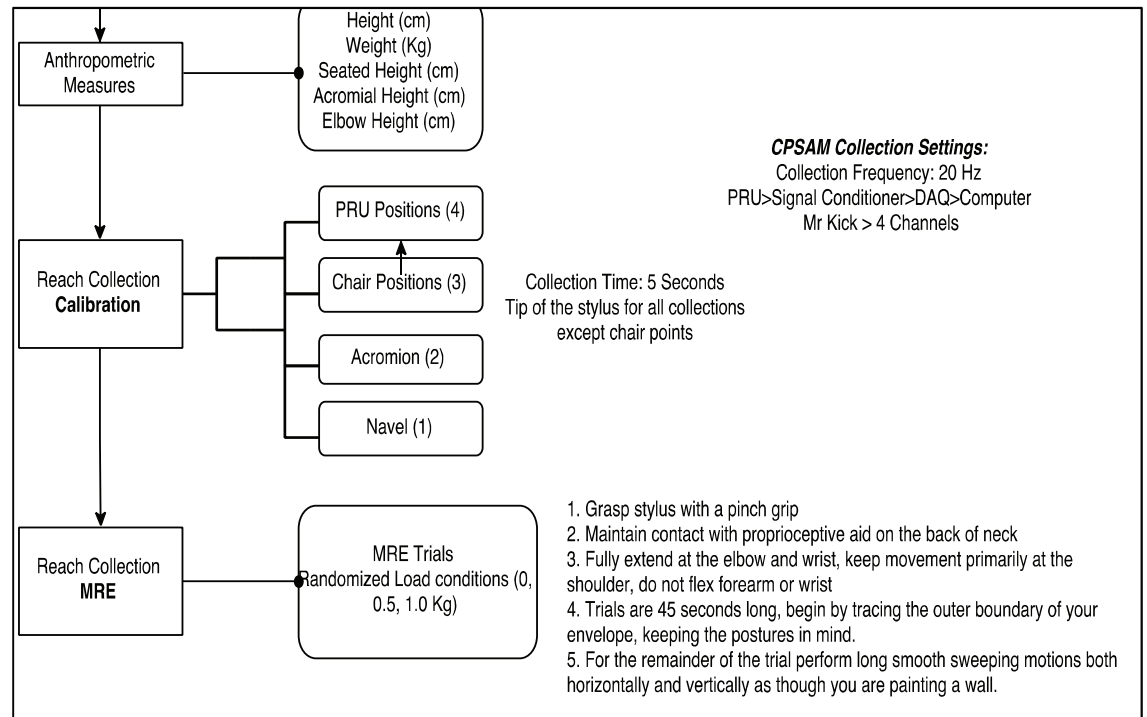 Height (cm)
Weight (Kg)
Seated Height (cm)
Acromial Height (cm)
Elbow Height (cm)
Anthropometric
Measures
CPSAM Collection Settings:
Collection Frequency: 20 Hz
PRU>Signal Conditioner>DAQ>Computer
Mr Kick > 4 Channels
PRU Positions (4)
Chair Positions (3)
Acromion (2)
Navel (1)
Reach Collection
Calibration
Collection Time: 5 Seconds
Tip of the stylus for all collections
except chair points
Reach Collection
MRE
MRE Trials
Randomized Load conditions (0,
0.5, 1.0 Kg)
1. Grasp stylus with a pinch grip
2. Maintain contact with proprioceptive aid on the back of neck
3. Fully extend at the elbow and wrist, keep movement primarily at the
shoulder, do not flex forearm or wrist
4. Trials are 45 seconds long, begin by tracing the outer boundary of your
envelope, keeping the postures in mind.
5. For the remainder of the trial perform long smooth sweeping motions both
horizontally and vertically as though you are painting a wall.